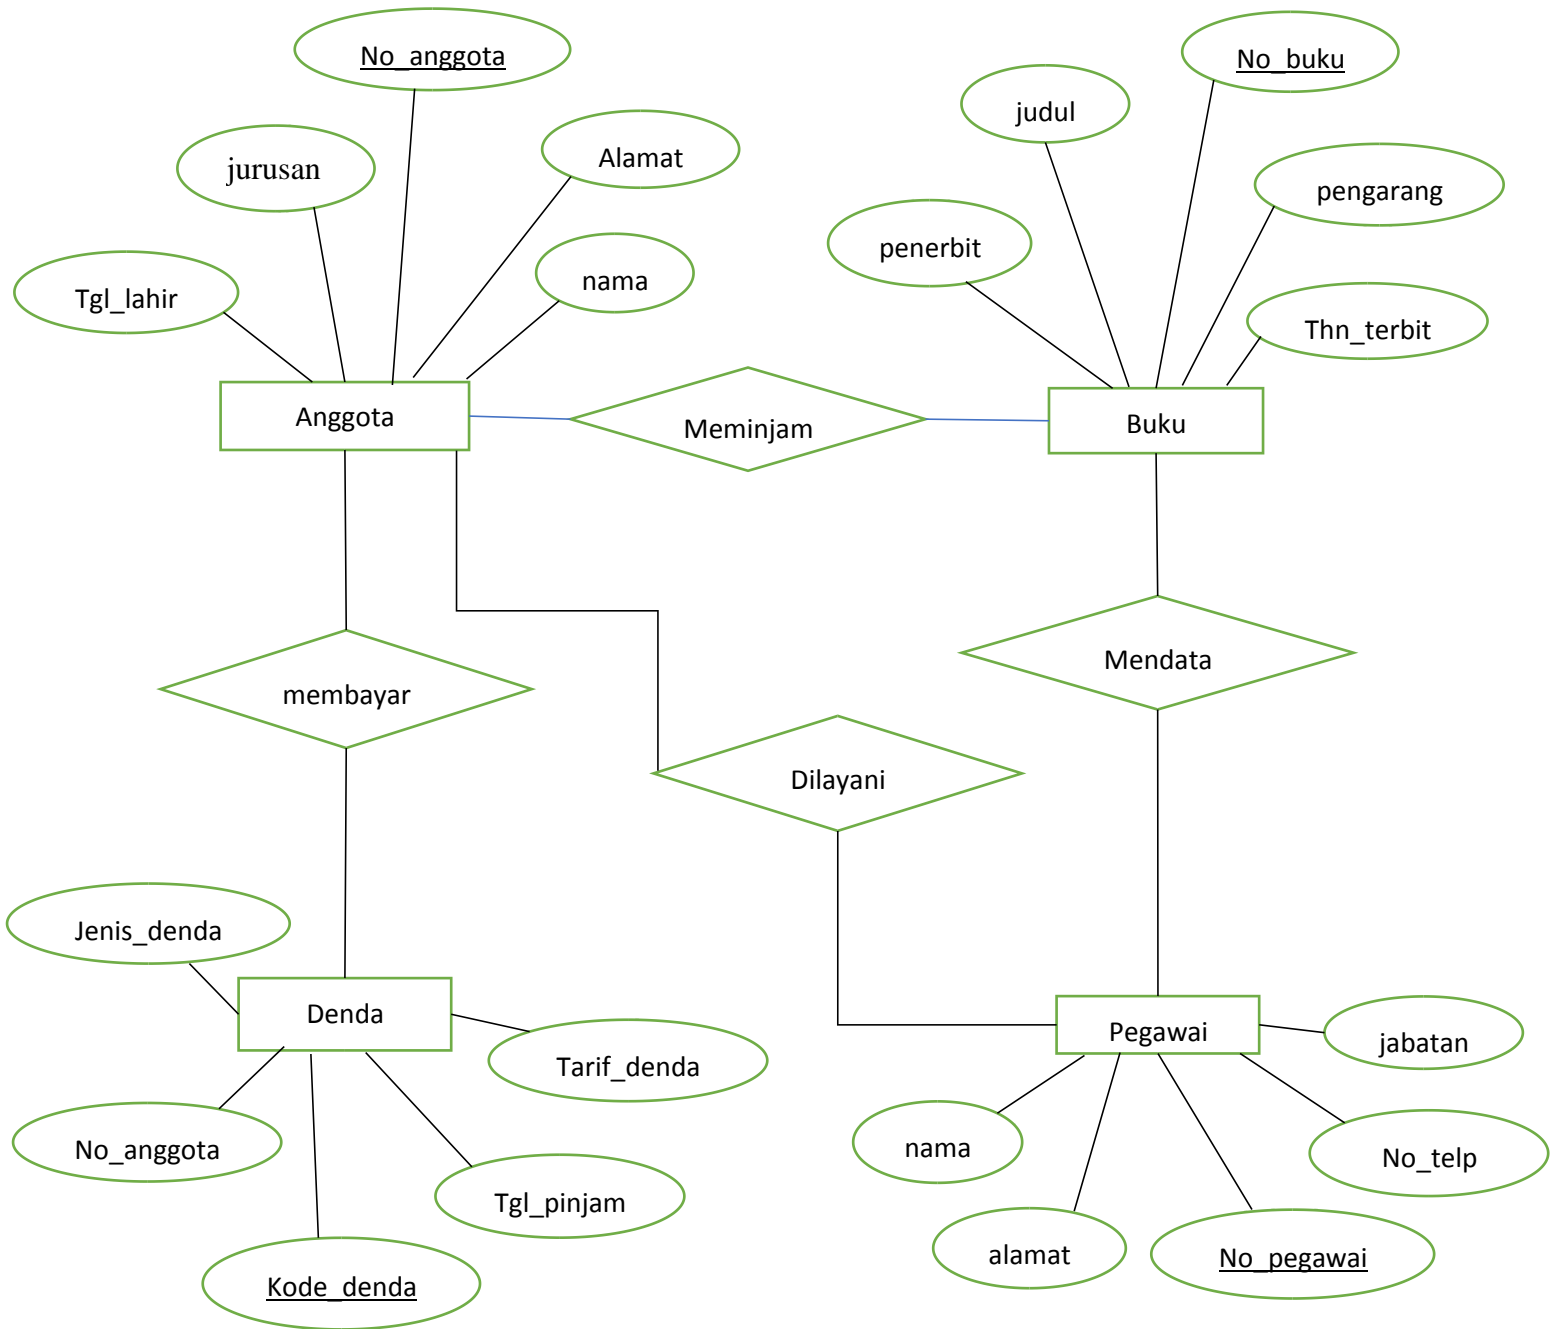 No_anggota
No_buku
judul
Alamat
jurusan
pengarang
penerbit
nama
Tgl_lahir
Thn_terbit
Anggota
Meminjam
Buku
Mendata
membayar
Dilayani
Jenis_denda
Denda
Pegawai
jabatan
Tarif_denda
No_anggota
nama
No_telp
Tgl_pinjam
alamat
No_pegawai
Kode_denda